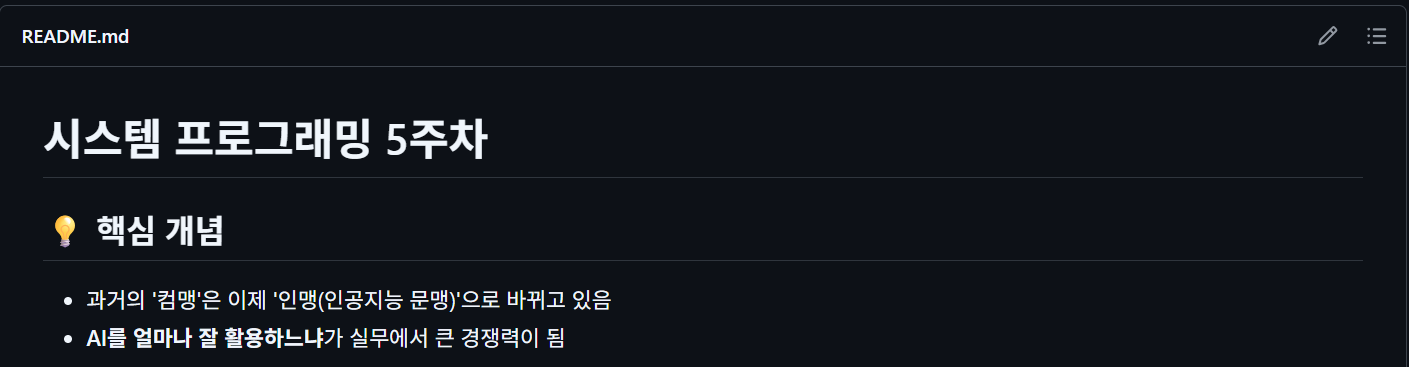 README.md
시스템 프로그래밍 5주차
💡 핵심 개념
과거의 '컴맹'은 이제 '인맹(인공지능 문맹)'으로 바뀌고 있음
AI를 얼마나 잘 활용하느냐가 실무에서 큰 경쟁력이 됨